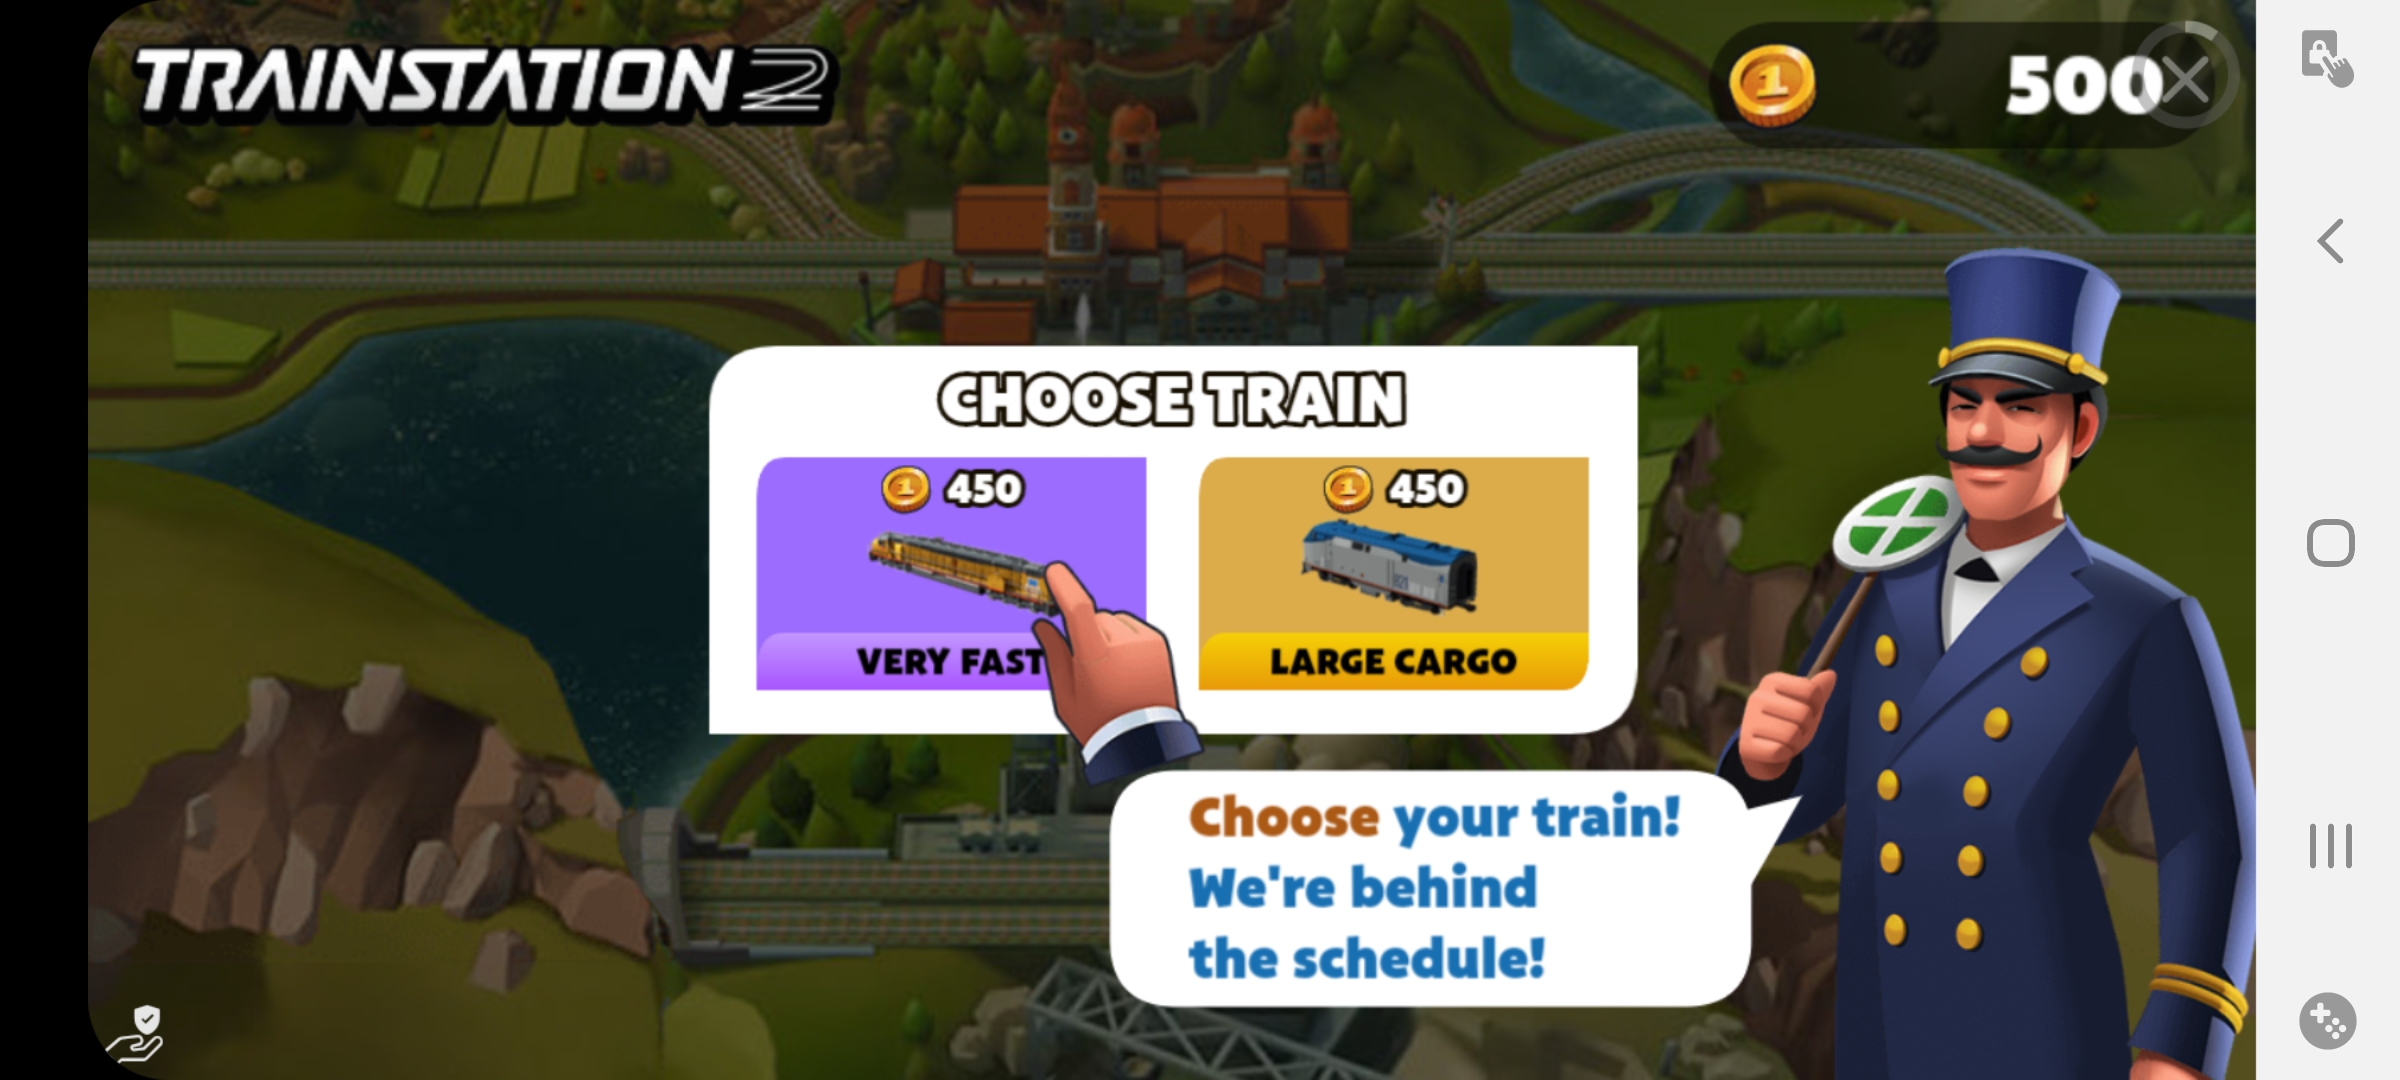 TRAINSTATION 2
500
CHOOSE TRAIN
450
450
VERY FAST
LARGE CARGO
Choose your train!
We're behind
the schedule!